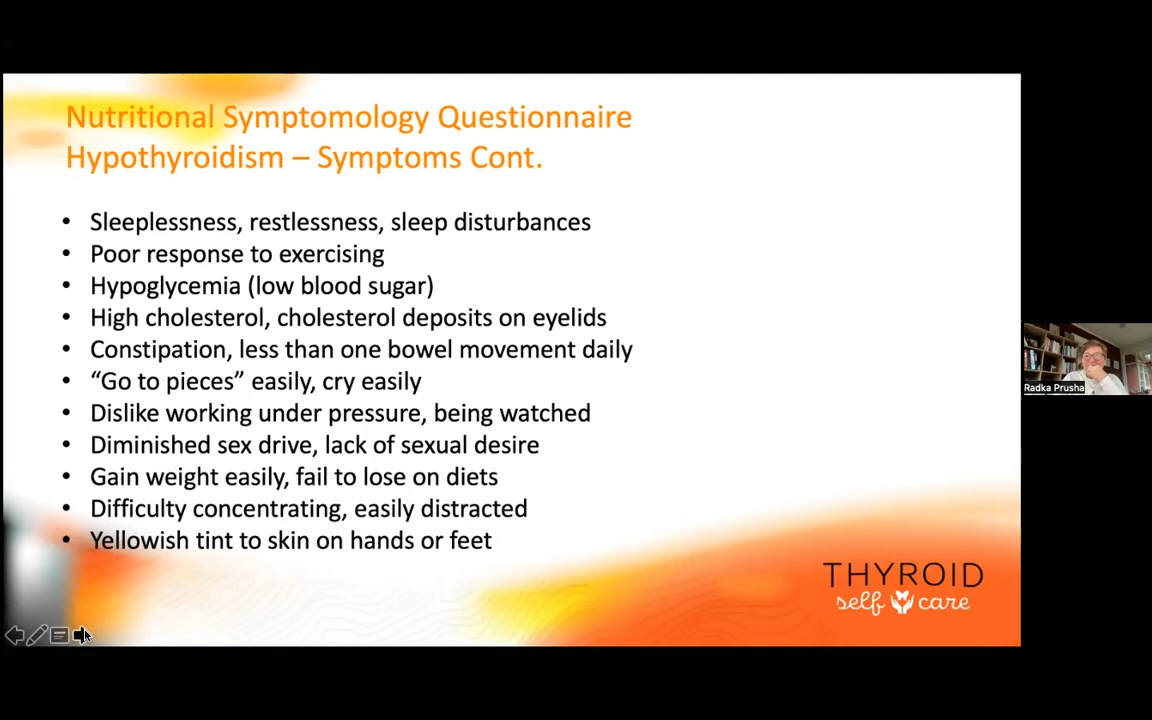 Nutritional Symptomology Questionnaire
Hypothyroidism – Symptoms Cont.
• Sleeplessness, restlessness, sleep disturbances
• Poor response to exercising
• Hypoglycemia (low blood sugar)
• High cholesterol, cholesterol deposits on eyelids
• Constipation, less than one bowel movement daily
• “Go to pieces” easily, cry easily
• Dislike working under pressure, being watched
• Diminished sex drive, lack of sexual desire
• Gain weight easily, fail to lose on diets
• Difficulty concentrating, easily distracted
• Yellowish tint to skin on hands or feet
THYROID
self care
Radka Prusha